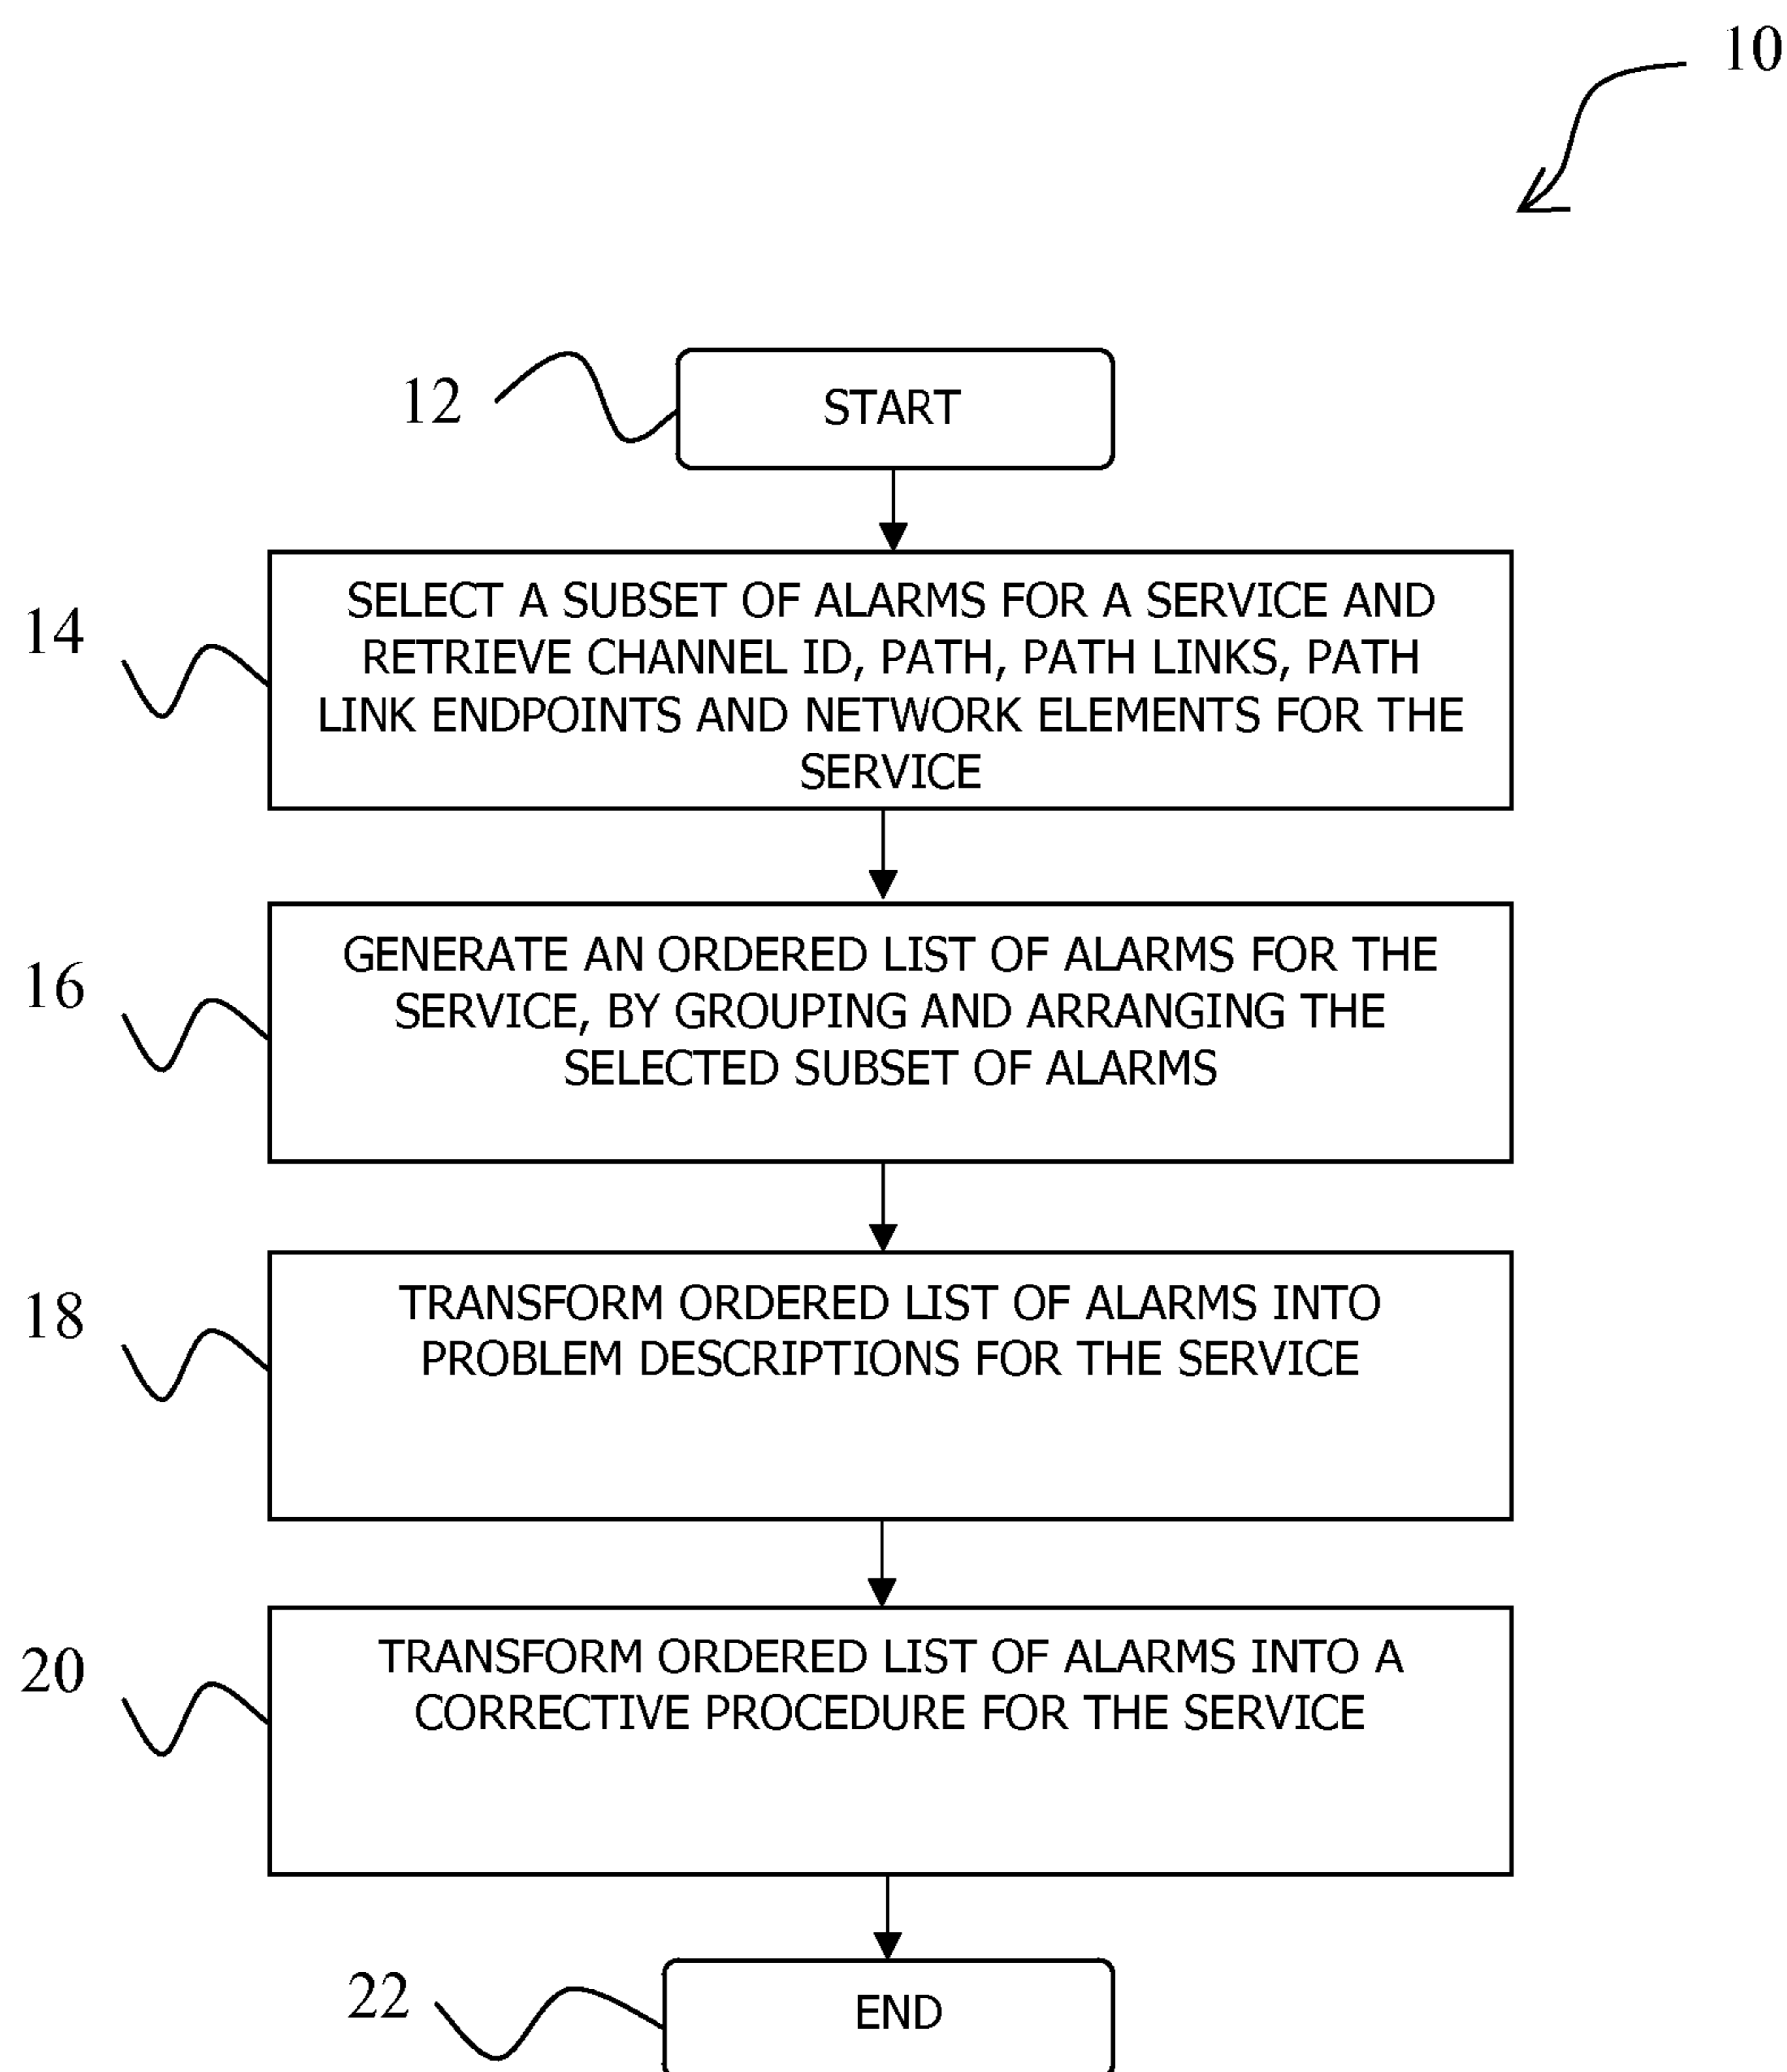 10
12
START
14
SELECT A SUBSET OF ALARMS FOR A SERVICE AND
RETRIEVE CHANNEL ID, PATH, PATH LINKS, PATH
LINK ENDPOINTS AND NETWORK ELEMENTS FOR THE
SERVICE
16
GENERATE AN ORDERED LIST OF ALARMS FOR THE
SERVICE, BY GROUPING AND ARRANGING THE
SELECTED SUBSET OF ALARMS
18
TRANSFORM ORDERED LIST OF ALARMS INTO
PROBLEM DESCRIPTIONS FOR THE SERVICE
20
TRANSFORM ORDERED LIST OF ALARMS INTO A
CORRECTIVE PROCEDURE FOR THE SERVICE
22
END